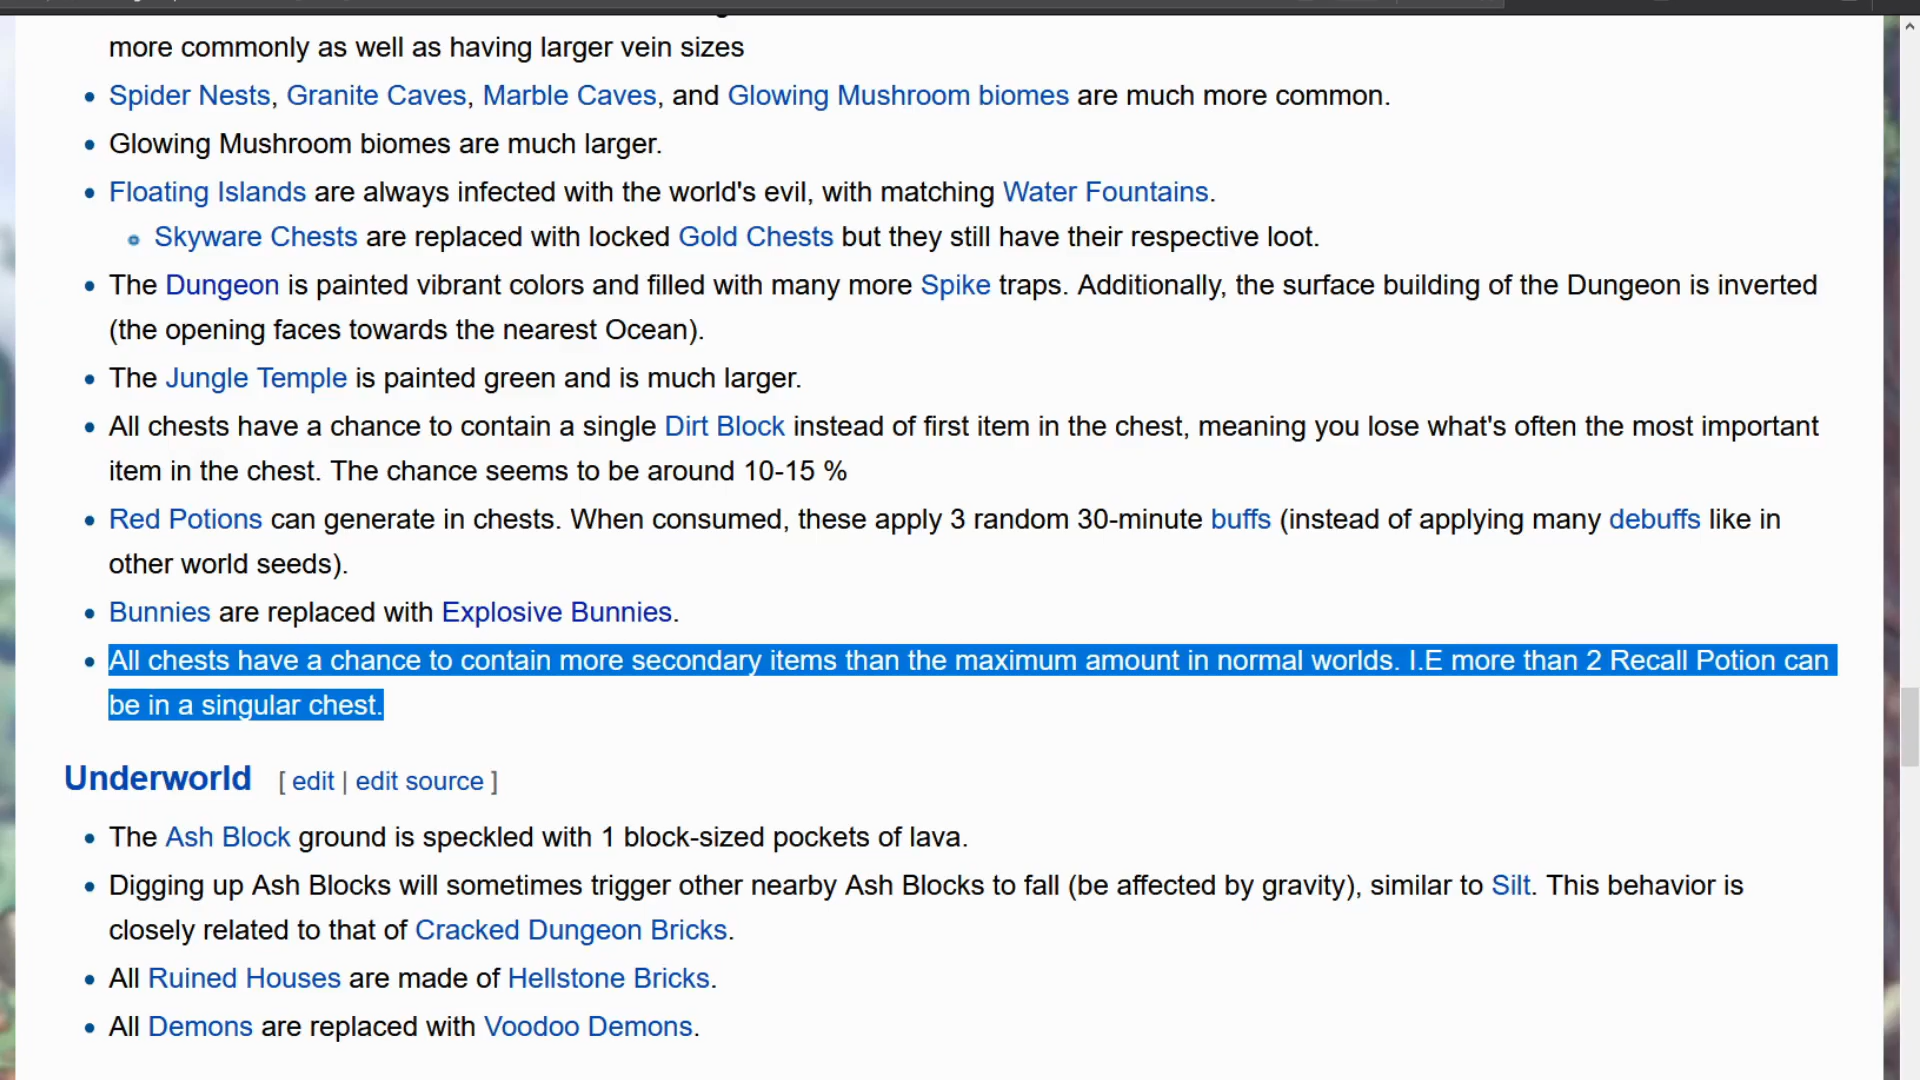 more commonly as well as having larger vein sizes
Spider Nests, Granite Caves, Marble Caves, and Glowing Mushroom biomes are much more common.
Glowing Mushroom biomes are much larger.
Floating Islands are always infected with the world's evil, with matching Water Fountains.
Skyware Chests are replaced with locked Gold Chests but they still have their respective loot.
The Dungeon is painted vibrant colors and filled with many more Spike traps. Additionally, the surface building of the Dungeon is inverted
(the opening faces towards the nearest Ocean).
The Jungle Temple is painted green and is much larger.
All chests have a chance to contain a single Dirt Block instead of first item in the chest, meaning you lose what's often the most important
item in the chest. The chance seems to be around 10-15 %
Red Potions can generate in chests. When consumed, these apply 3 random 30-minute buffs (instead of applying many debuffs like in
other world seeds).
Bunnies are replaced with Explosive Bunnies.
All chests have a chance to contain more secondary items than the maximum amount in normal worlds. I.E more than 2 Recall Potion can
be in a singular chest.
Underworld [ edit | edit source ]
The Ash Block ground is speckled with 1 block-sized pockets of lava.
Digging up Ash Blocks will sometimes trigger other nearby Ash Blocks to fall (be affected by gravity), similar to Silt. This behavior is
closely related to that of Cracked Dungeon Bricks.
All Ruined Houses are made of Hellstone Bricks.
All Demons are replaced with Voodoo Demons.